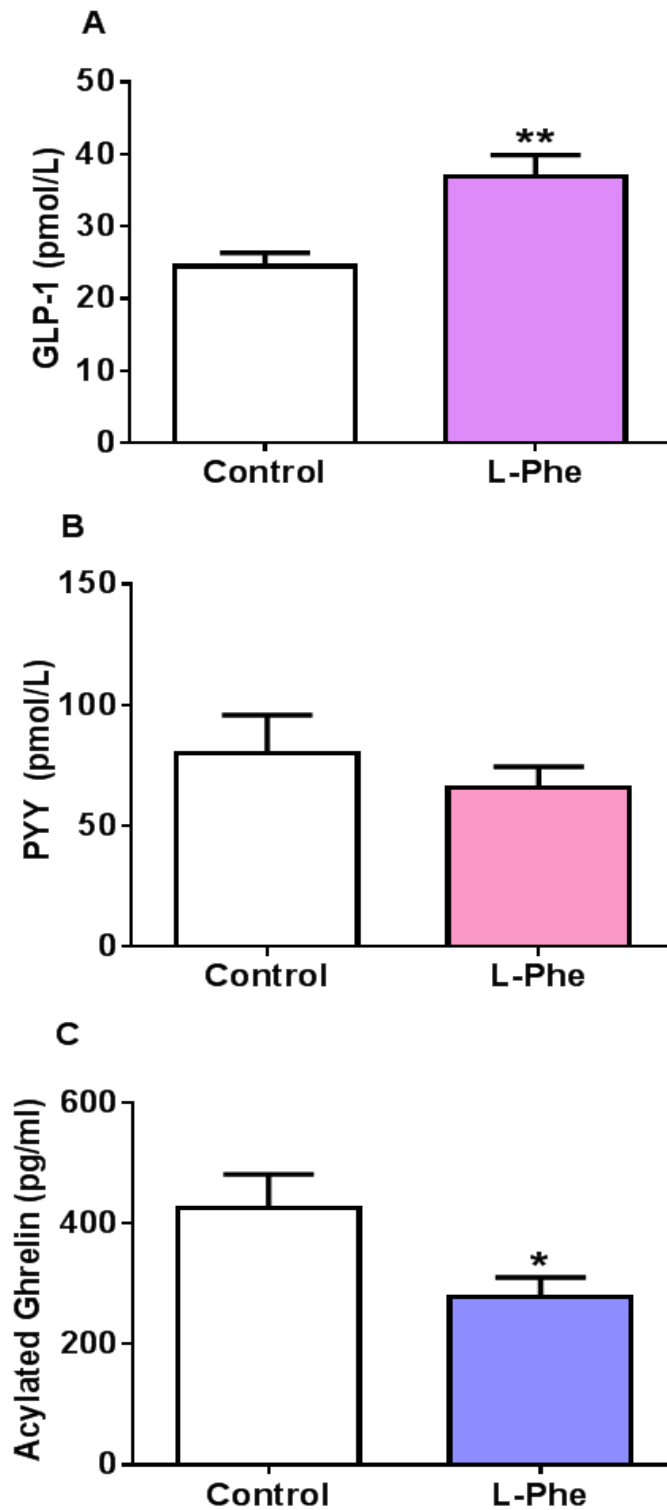 A
GLP-1 (pmol/L)
50
40
30
20
10
0
**
Control L-Phe
B
PYY (pmol/L)
150
100
50
0
Control L-Phe
C
Acylated Ghrelin (pg/ml)
600
400
200
0
*
Control L-Phe